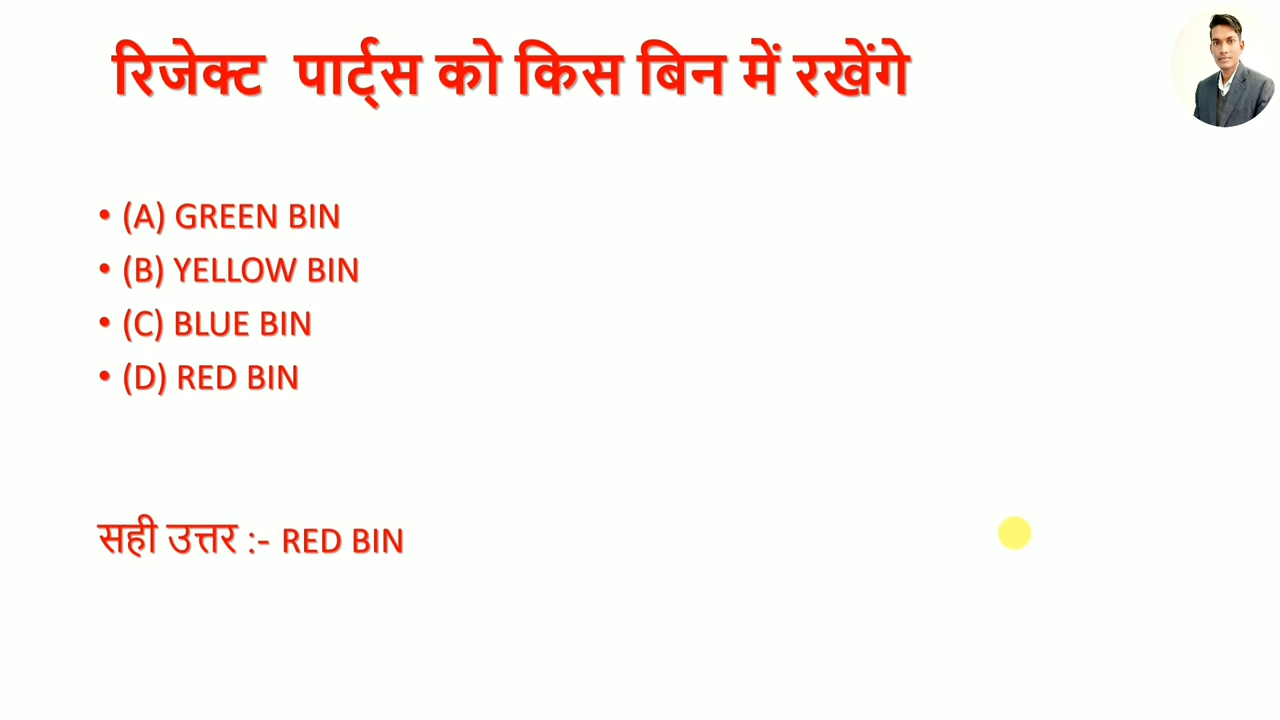 रिजेक्ट पार्ट्स को किस बिन में रखेंगे
• (A) GREEN BIN
• (B) YELLOW BIN
• (C) BLUE BIN
• (D) RED BIN
सही उत्तर :- RED BIN